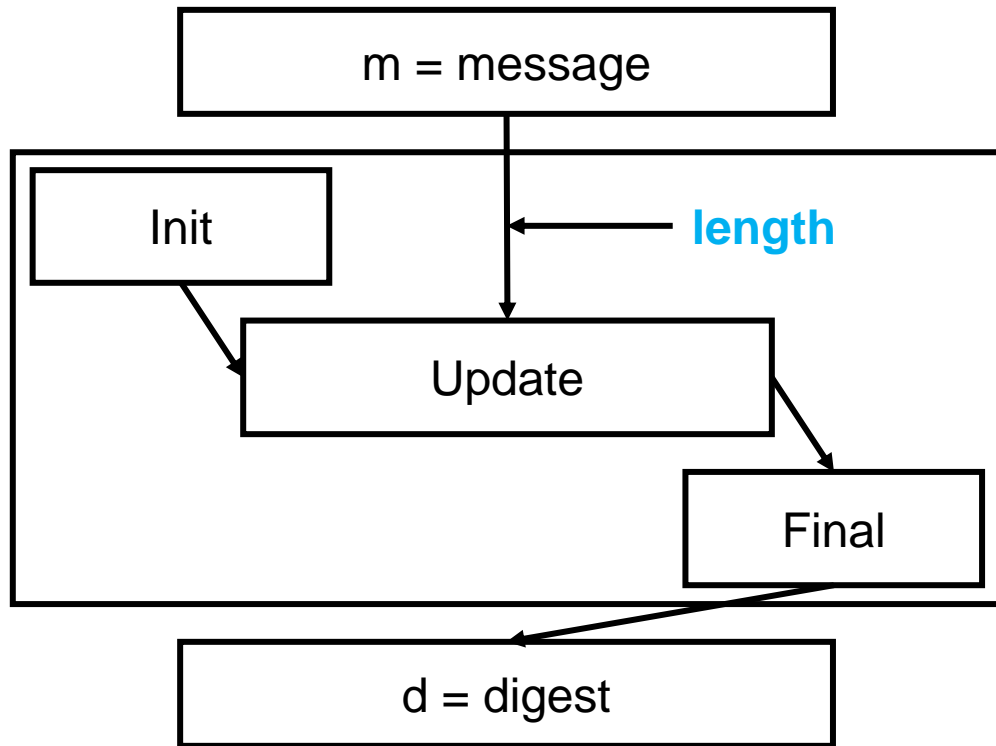 m = message
Init
length
Update
Final
d = digest